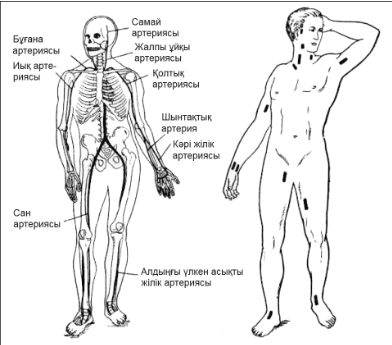 Самай
артериясы
Бұғана
артериясы
Жалпы ұйқы
артериясы
Иық арте-
риясы
Қолтық
артериясы
Шынтақтық
артерия
Кәрі жілік
артериясы
Сан
артериясы
Алдыңғы үлкен асықты
жілік артериясы